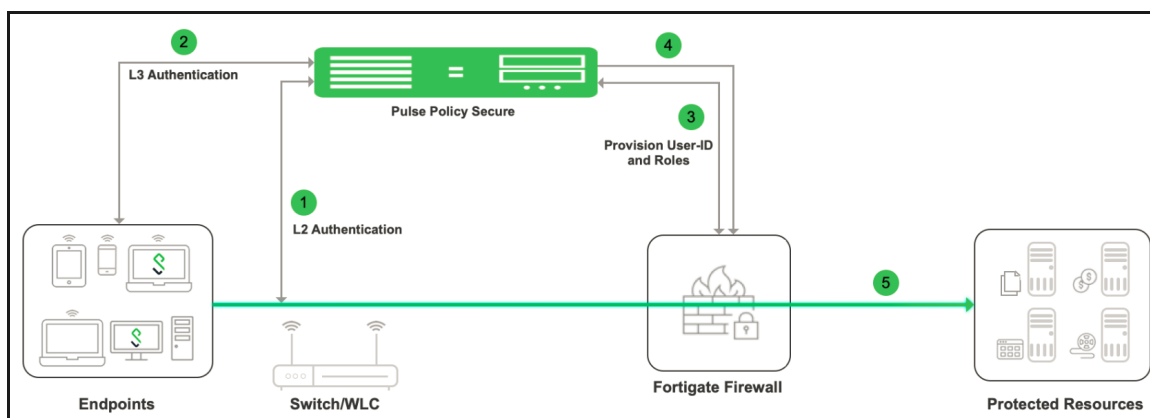 2
4
L3 Authentication
Pulse Policy Secure
3
Provision User-ID
and Roles
1
L2 Authentication
5
$
$
Endpoints
Switch/WLC
Fortigate Firewall
Protected Resources